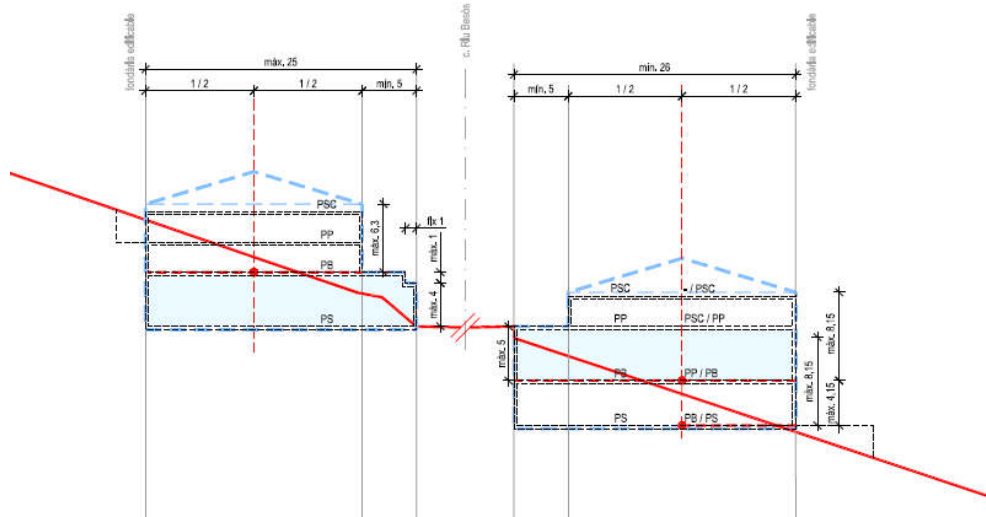 fondària edificable
c. Riu Besòs
fondària edificable
màx. 25
1 / 2
1 / 2
mín. 5
mín. 26
mín. 5
1 / 2
1 / 2
PSC
PP
PB
PS
màx. 6,3
fix 1
màx. 1
màx. 4
PSC
- / PSC
PP
PSC / PP
PB
PP / PB
PS
PB / PS
màx. 5
màx. 8,15
màx. 8,15
màx. 4,15